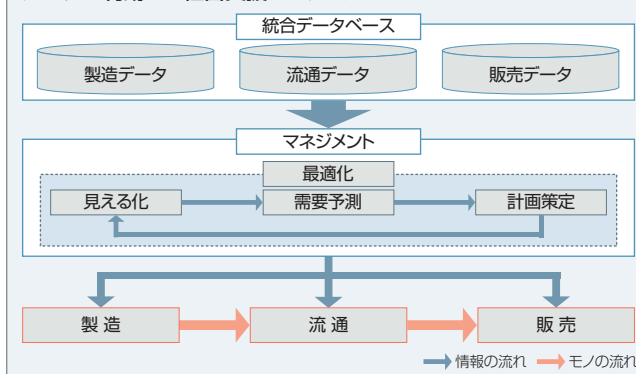 統合データベース
製造データ
流通データ
販売データ
マネジメント
最適化
見える化
需要予測
計画策定
製造
流通
販売
情報の流れ
モノの流れ